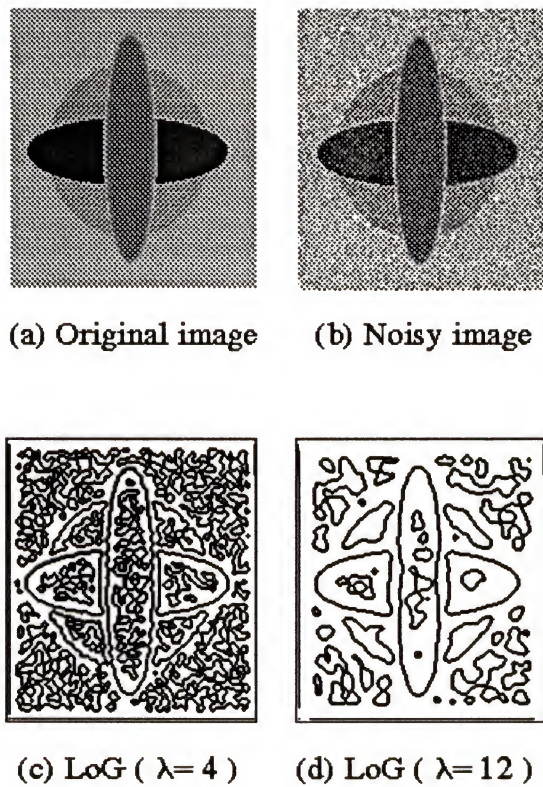 (a) Original image (b) Noisy image
(c) LoG ( λ= 4 ) (d) LoG ( λ= 12 )